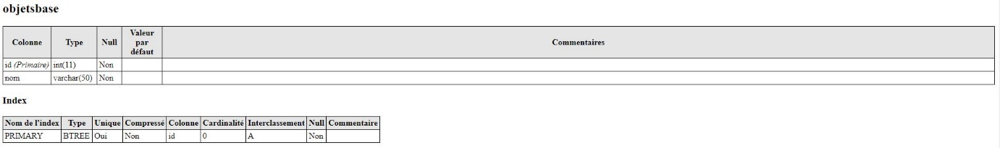 objetsbase
Colonne Type Null Valeur par défaut Commentaires
id (Primaire) int(11) Non
nom varchar(50) Non
Index
Nom de l'index Type Unique Compressé Colonne Cardinalité Interclassement Null Commentaire
PRIMARY BTREE Oui Non id 0 A Non